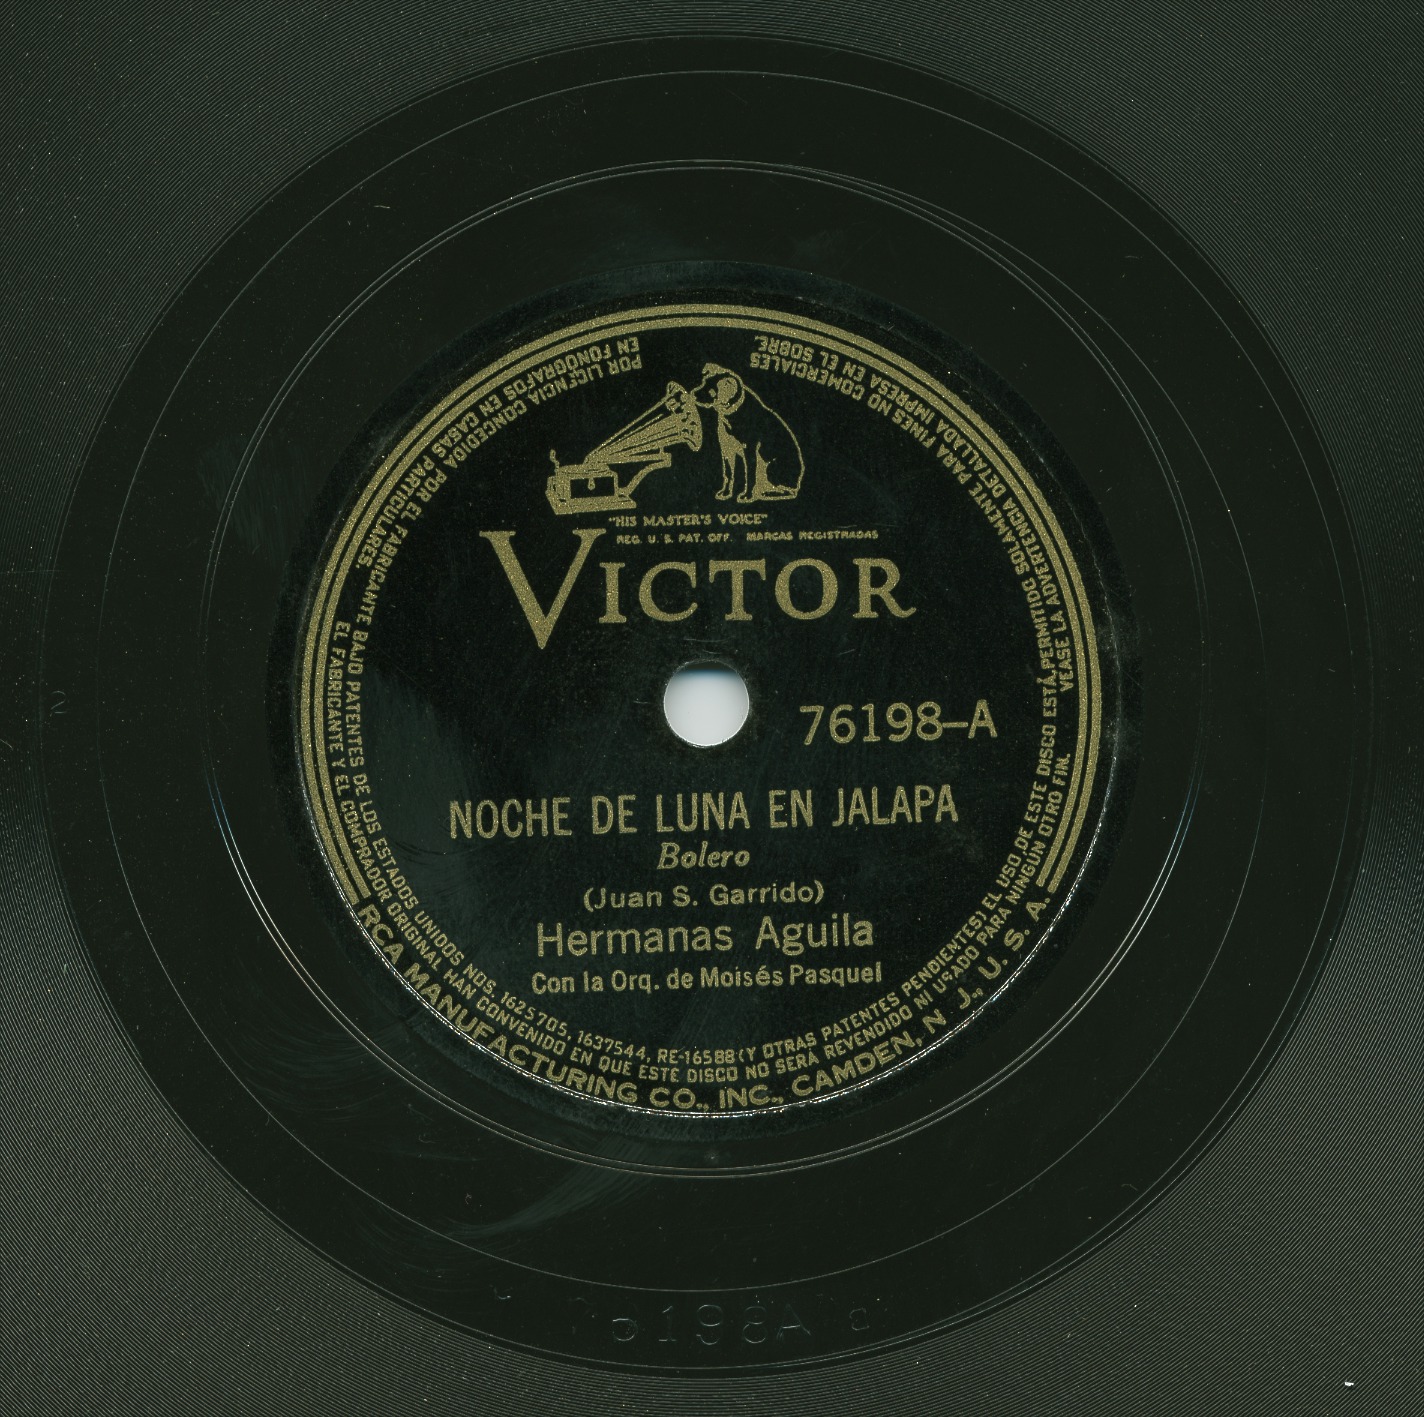 "HIS MASTER'S VOICE"
REG. U. S. PAT. OFF. MARCAS REGISTRADAS
VICTOR
76198–A
NOCHE DE LUNA EN JALAPA
Bolero
(Juan S. Garrido)
Hermanas Aguila
Con la Orq. de Moisés Pasquel
POR LICENCIA CONCEDIDA POR EL FABRICANTE BAJO PATENTES DE LOS ESTADOS UNIDOS NOS. 1625705, 1637544, RE-16588 (Y OTRAS PATENTES PENDIENTES) EL USO DE ESTE DISCO ESTÁ PERMITIDO SOLAMENTE PARA FINES NO COMERCIALES
EN FONÓGRAFOS EN CASAS PARTICULARES. EL FABRICANTE Y EL COMPRADOR ORIGINAL HAN CONVENIDO EN QUE ESTE DISCO NO SERÁ REVENDIDO NI USADO PARA NINGUN OTRO FIN. VEASE LA ADVERTENCIA DETALLADA IMPRESA EN EL SOBRE.
RCA MANUFACTURING CO., INC., CAMDEN, N. J., U. S. A.